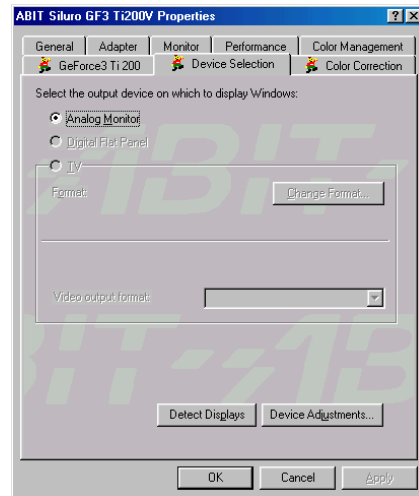 ABIT Siluro GF3 Ti200V Properties
General Adapter Monitor Performance Color Management
GeForce3 Ti 200 Device Selection Color Correction
Select the output device on which to display Windows:
Analog Monitor
Digital Flat Panel
TV
Format: Change Format...
Video output format:
Detect Displays Device Adjustments...
OK Cancel Apply